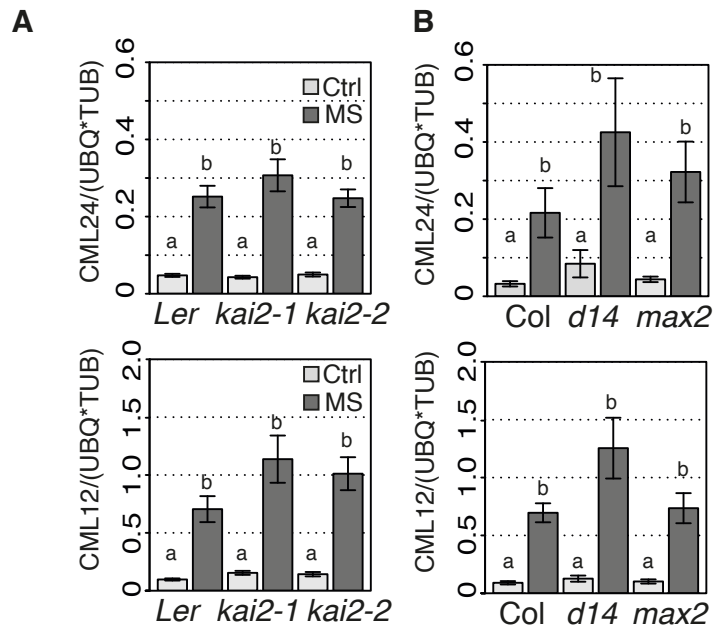 A
CML24/(UBQ*TUB)
0 0.2 0.4 0.6
Ctrl
MS
a b a b a b
Ler kai2-1 kai2-2
B
CML24/(UBQ*TUB)
0 0.2 0.4 0.6
a b a b a b
Col d14 max2
CML12/(UBQ*TUB)
0 0.5 1.0 1.5 2.0
Ctrl
MS
a b a b a b
Ler kai2-1 kai2-2
CML12/(UBQ*TUB)
0 0.5 1.0 1.5 2.0
a b a b a b
Col d14 max2